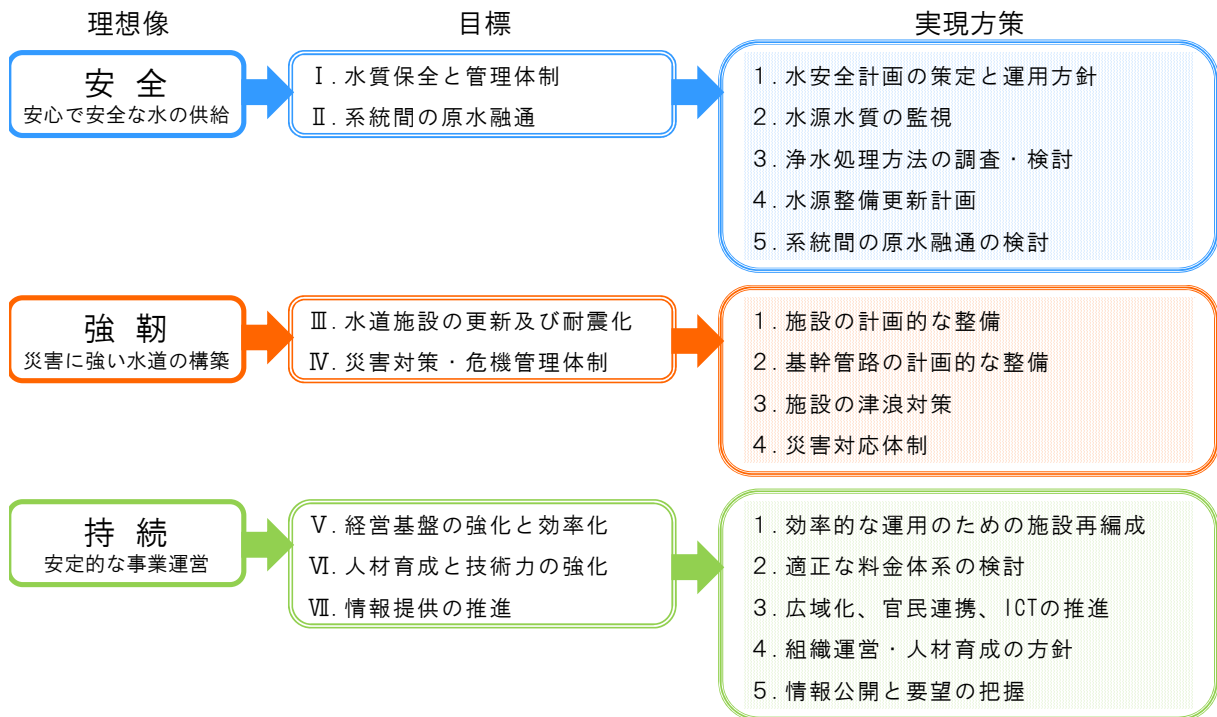 理想像
目標
実現方策
安 全
安心で安全な水の供給
Ⅰ．水質保全と管理体制
Ⅱ．系統間の原水融通
１．水安全計画の策定と運用方針
２．水源水質の監視
３．浄水処理方法の調査・検討
４．水源整備更新計画
５．系統間の原水融通の検討
強 靭
災害に強い水道の構築
Ⅲ．水道施設の更新及び耐震化
Ⅳ．災害対策・危機管理体制
１．施設の計画的な整備
２．基幹管路の計画的な整備
３．施設の津浪対策
４．災害対応体制
持 続
安定的な事業運営
Ⅴ．経営基盤の強化と効率化
Ⅵ．人材育成と技術力の強化
Ⅶ．情報提供の推進
１．効率的な運用のための施設再編成
２．適正な料金体系の検討
３．広域化、官民連携、ICTの推進
４．組織運営・人材育成の方針
５．情報公開と要望の把握